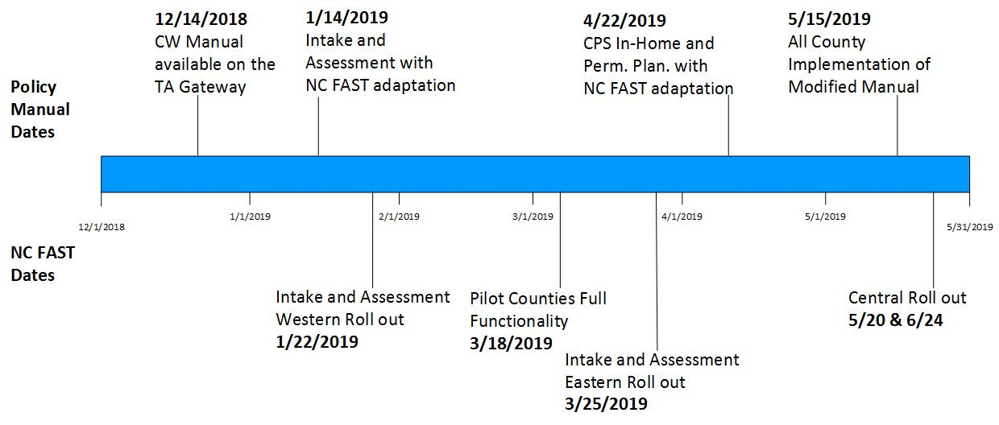 12/14/2018
CW Manual
available on the
TA Gateway
1/14/2019
Intake and
Assessment with
NC FAST adaptation
4/22/2019
CPS In-Home and
Perm. Plan. with
NC FAST adaptation
5/15/2019
All County
Implementation of
Modified Manual
Policy
Manual
Dates
12/1/2018
1/1/2019
2/1/2019
3/1/2019
4/1/2019
5/1/2019
5/31/2019
NC FAST
Dates
Intake and Assessment
Western Roll out
1/22/2019
Pilot Counties Full
Functionality
3/18/2019
Intake and Assessment
Eastern Roll out
3/25/2019
Central Roll out
5/20 & 6/24